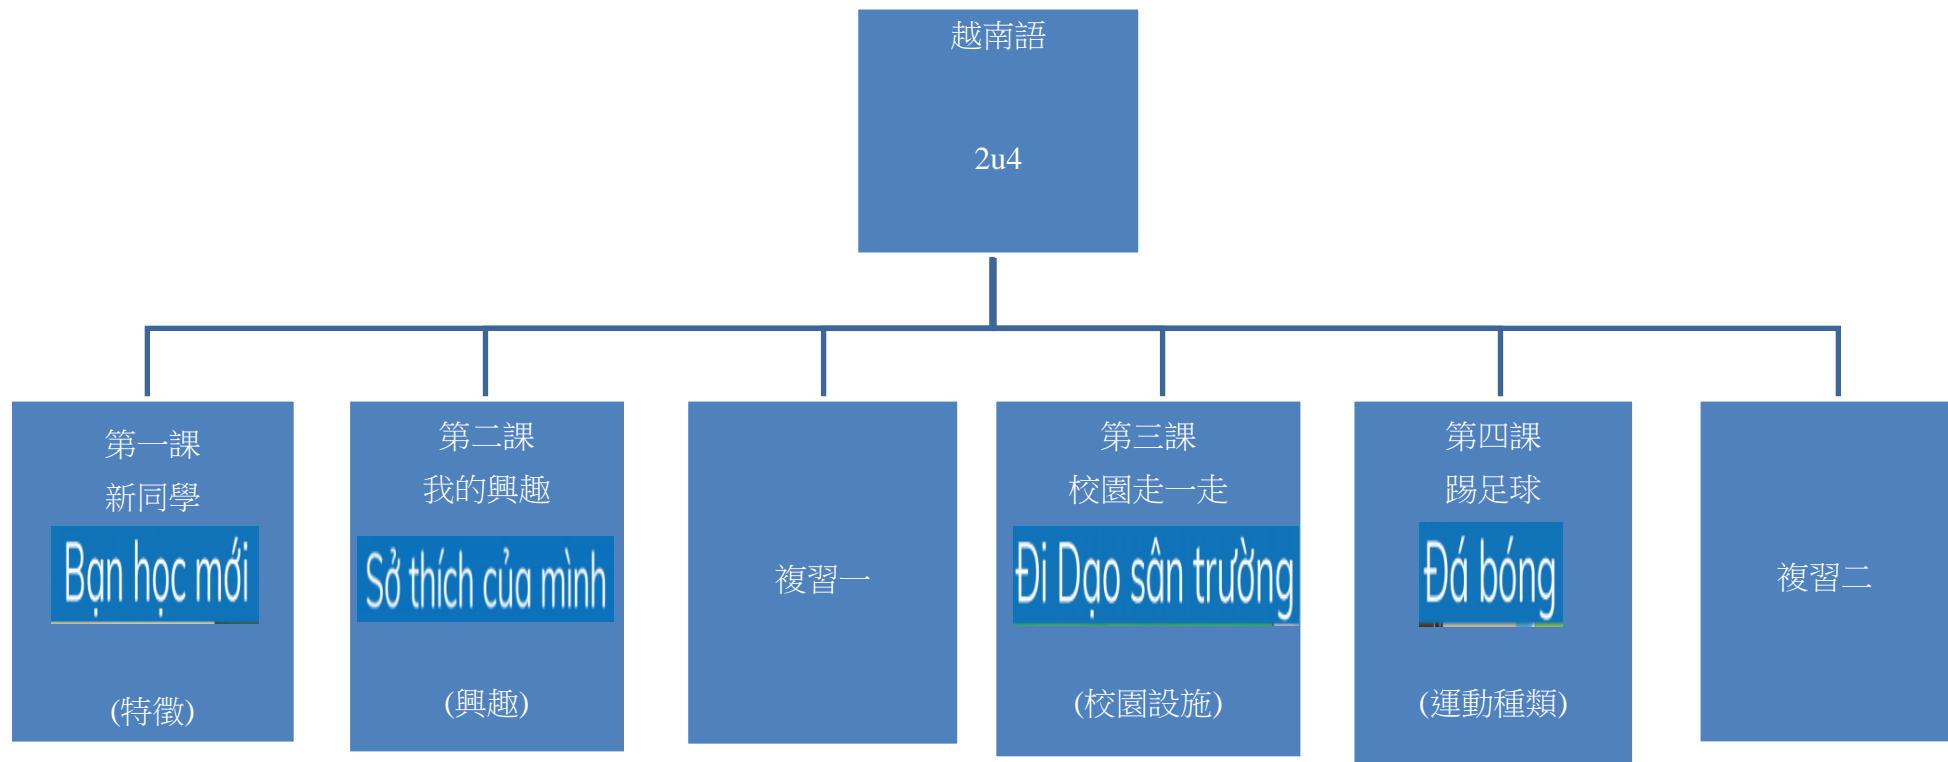 越南語
2u4
第一課
新同學
Bạn học mới
(特徵)
第二課
我的興趣
Sở thích của mình
(興趣)
複習一
第三課
校園走一走
Đi Dạo sân trường
(校園設施)
第四課
踢足球
Đá bóng
(運動種類)
複習二